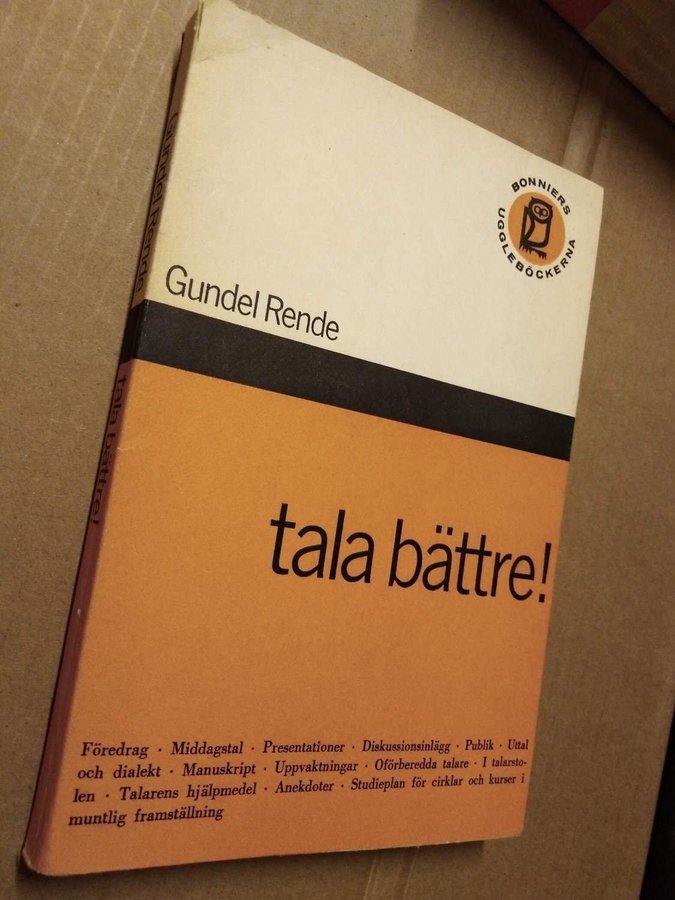 BONNIERS
UGGLEBÖCKERNA
Gundel Rende
tala bättre!
Föredrag · Middagstal · Presentationer · Diskussionsinlägg · Publik · Uttal
och dialekt · Manuskript · Uppvaktningar · Oförberedda talare · I talarsto-
len · Talarens hjälpmedel · Anekdoter · Studieplan för cirklar och kurser i
muntlig framställning
Gundel Rende
tala bättre!